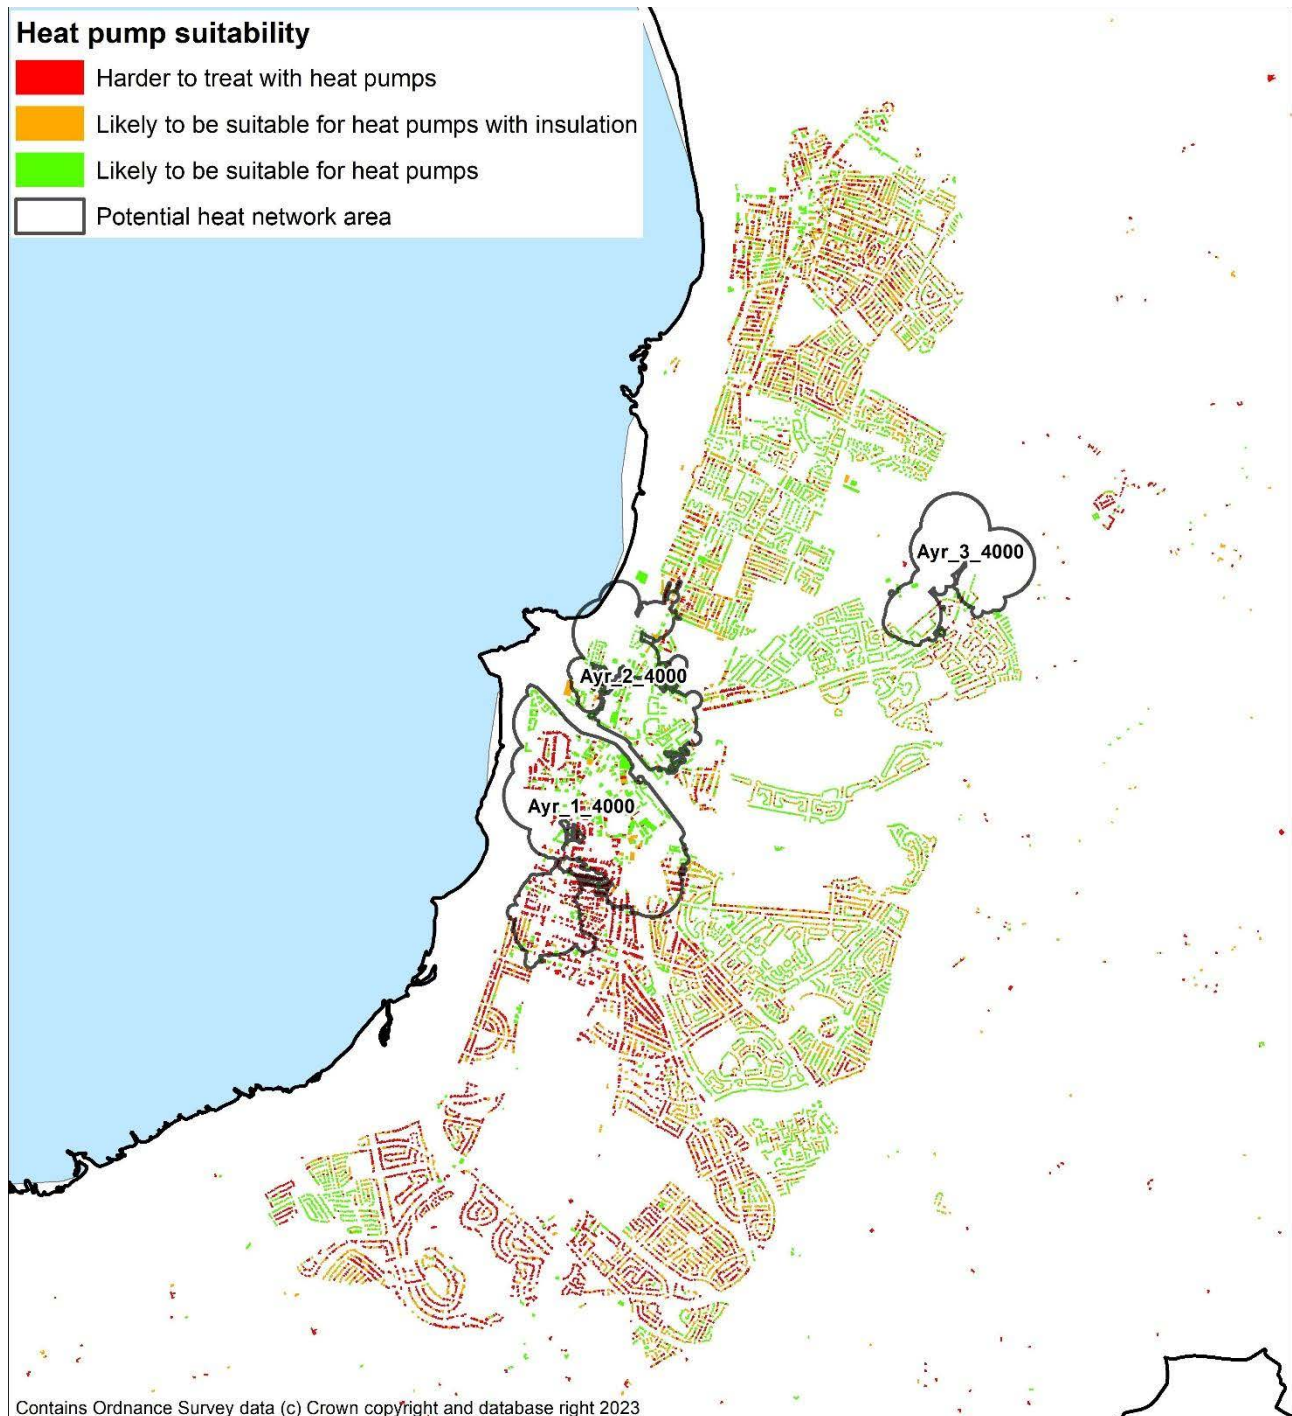 Heat pump suitability
Harder to treat with heat pumps
Likely to be suitable for heat pumps with insulation
Likely to be suitable for heat pumps
Potential heat network area
Ayr_3_4000
Ayr_2_4000
Ayr_1_4000
Contains Ordnance Survey data (c) Crown copyright and database right 2023